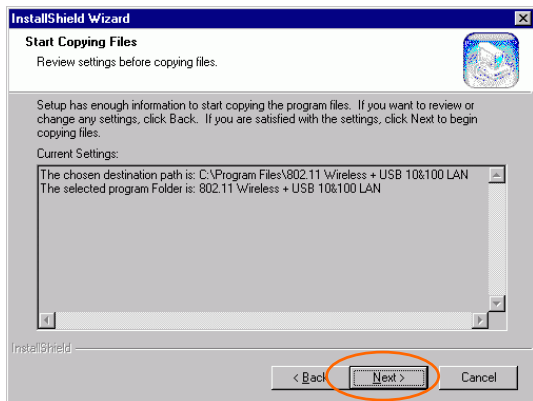 InstallShield Wizard
Start Copying Files
Review settings before copying files.
Setup has enough information to start copying the program files. If you want to review or
change any settings, click Back. If you are satisfied with the settings, click Next to begin
copying files.
Current Settings:
The chosen destination path is: C:\Program Files\802.11 Wireless + USB 10&100 LAN
The selected program Folder is: 802.11 Wireless + USB 10&100 LAN
InstallShield
< Back
Next >
Cancel